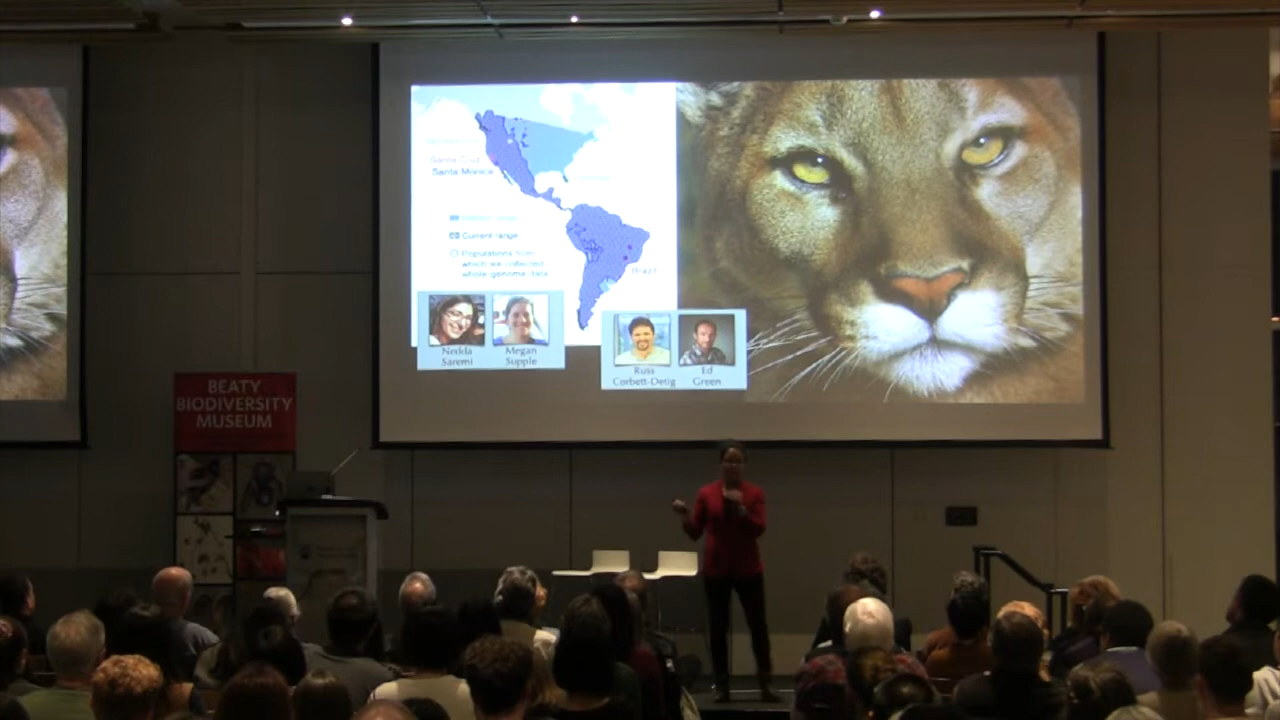 Santa Cruz
Santa Monica
Current range
Populations from
which we collected
whole genome data
Brazil
Nedda
Saremi
Megan
Supple
Russ
Corbett-Detig
Ed
Green
BEATY
BIODIVERSITY
MUSEUM